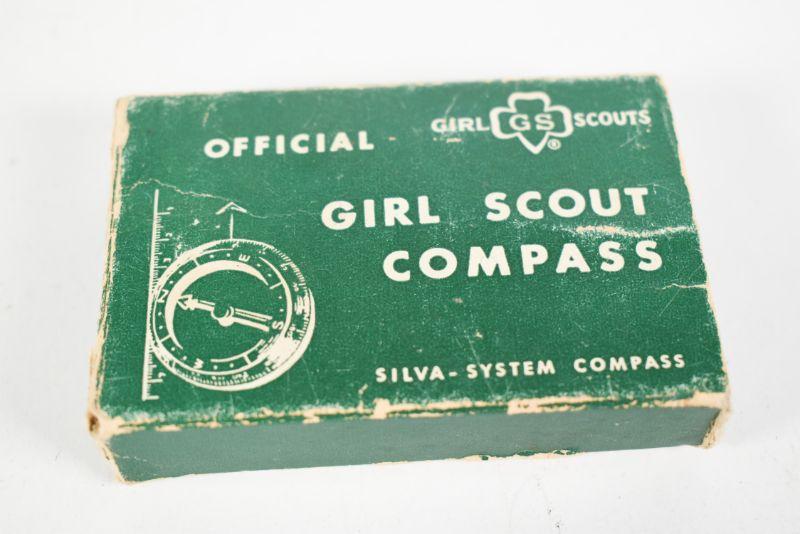 OFFICIAL
GIRL GS SCOUTS
®
GIRL SCOUT
COMPASS
SILVA-SYSTEM COMPASS